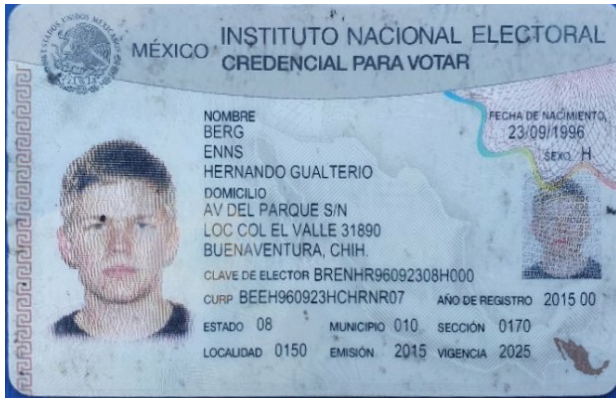 MÉXICO INSTITUTO NACIONAL ELECTORAL
CREDENCIAL PARA VOTAR
NOMBRE
BERG
ENNS
HERNANDO GUALTERIO
FECHA DE NACIMIENTO
23/09/1996
SEXO H
DOMICILIO
AV DEL PARQUE S/N
LOC COL EL VALLE 31890
BUENAVENTURA, CHIH.
CLAVE DE ELECTOR BRENHR96092308H000
CURP BEEH960923HCHRNR07 AÑO DE REGISTRO 2015 00
ESTADO 08 MUNICIPIO 010 SECCIÓN 0170
LOCALIDAD 0150 EMISIÓN 2015 VIGENCIA 2025